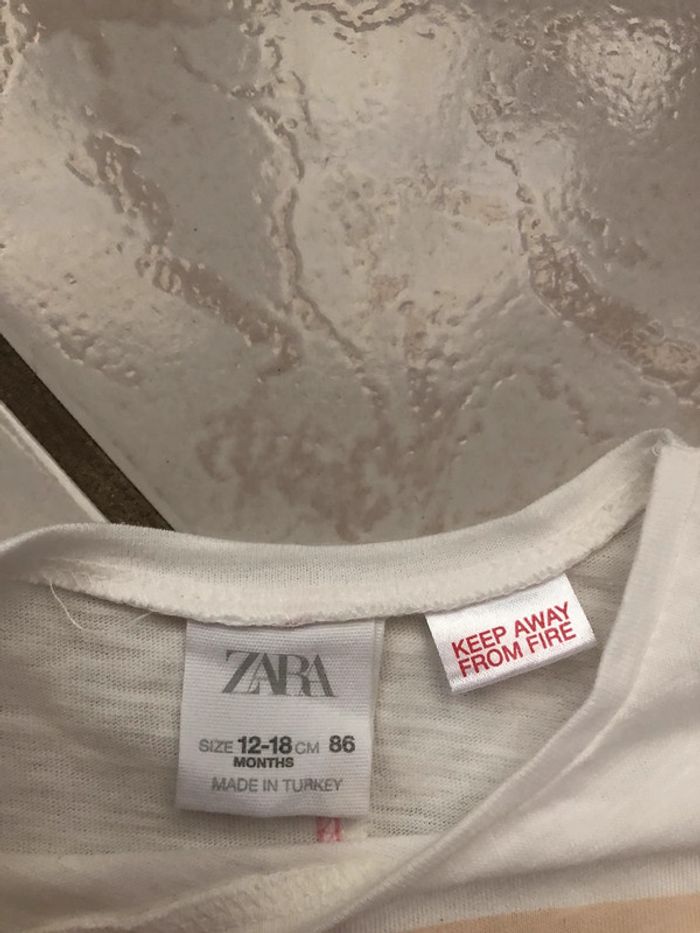 ZARA
SIZE 12-18 CM 86
MONTHS
MADE IN TURKEY
KEEP AWAY
FROM FIRE